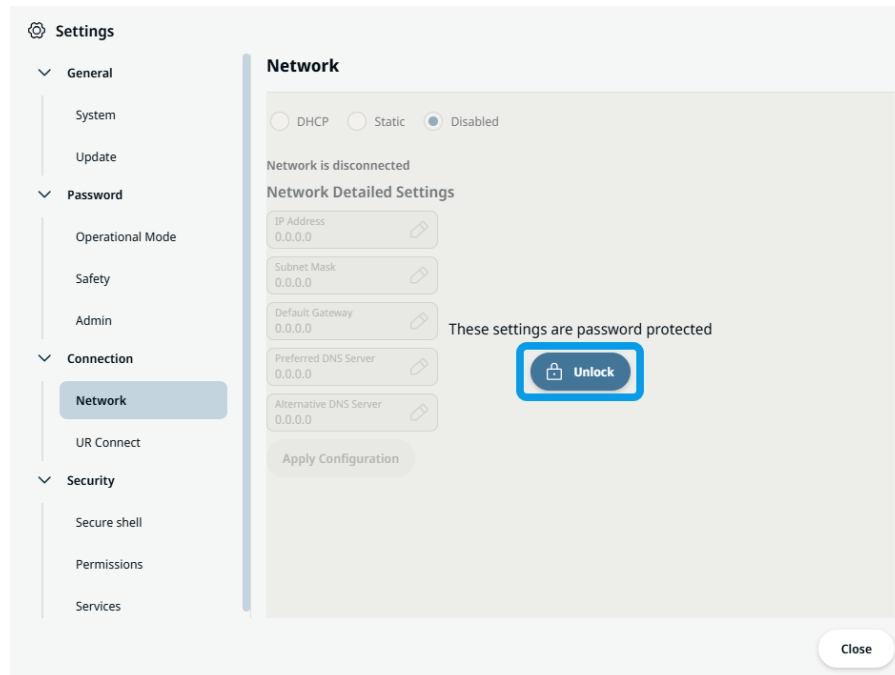 Settings
General
System
Update
Password
Operational Mode
Safety
Admin
Connection
Network
UR Connect
Security
Secure shell
Permissions
Services
Network
DHCP Static Disabled
Network is disconnected
Network Detailed Settings
IP Address
0.0.0.0
Subnet Mask
0.0.0.0
Default Gateway
0.0.0.0
Preferred DNS Server
0.0.0.0
Alternative DNS Server
0.0.0.0
Apply Configuration
These settings are password protected
Unlock
Close